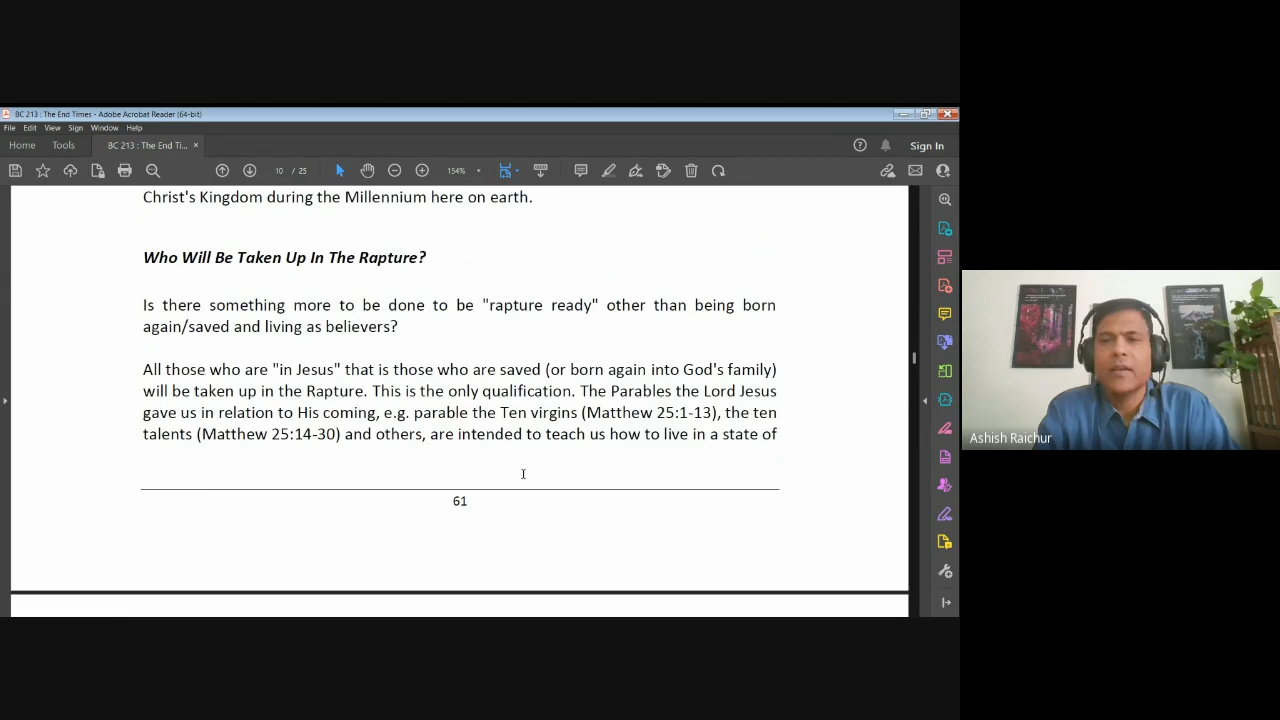 BC 213 : The End Times - Adobe Acrobat Reader (64-bit)
File Edit View Sign Window Help
Home Tools BC 213 : The End Ti... × Sign In
10 / 25 154%
Christ's Kingdom during the Millennium here on earth.
Who Will Be Taken Up In The Rapture?
Is there something more to be done to be "rapture ready" other than being born
again/saved and living as believers?
All those who are "in Jesus" that is those who are saved (or born again into God's family)
will be taken up in the Rapture. This is the only qualification. The Parables the Lord Jesus
gave us in relation to His coming, e.g. parable the Ten virgins (Matthew 25:1-13), the ten
talents (Matthew 25:14-30) and others, are intended to teach us how to live in a state of
61
Ashish Raichur